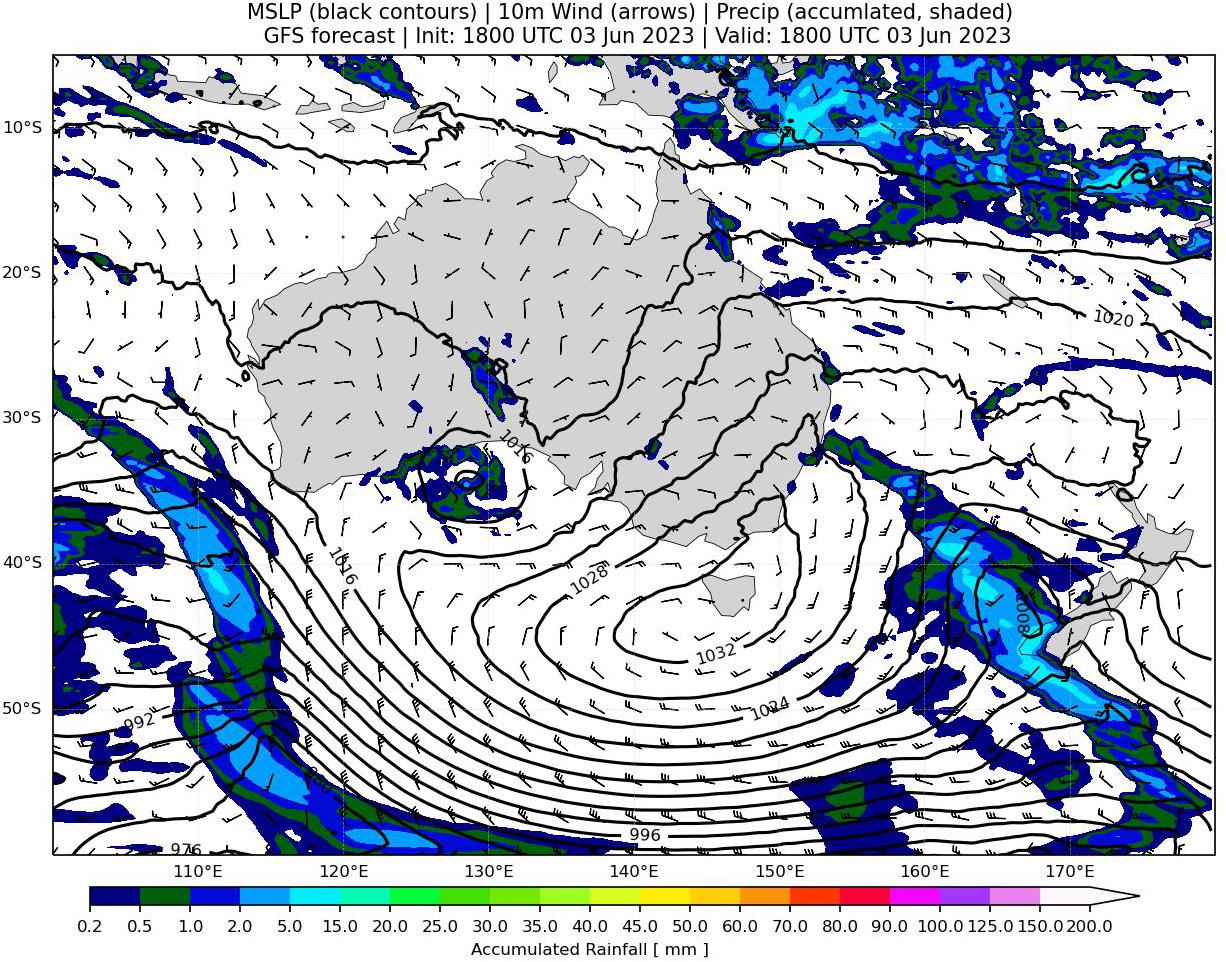 MSLP (black contours) | 10m Wind (arrows) | Precip (accumlated, shaded)
GFS forecast | Init: 1800 UTC 03 Jun 2023 | Valid: 1800 UTC 03 Jun 2023
10°S
20°S
1020
30°S
1016
1016
40°S
1028
1008
1032
50°S
992
1024
980
996
976
110°E 120°E 130°E 140°E 150°E 160°E 170°E
0.2 0.5 1.0 2.0 5.0 15.0 20.0 25.0 30.0 35.0 40.0 45.0 50.0 60.0 70.0 80.0 90.0 100.0 125.0 150.0 200.0
Accumulated Rainfall [ mm ]